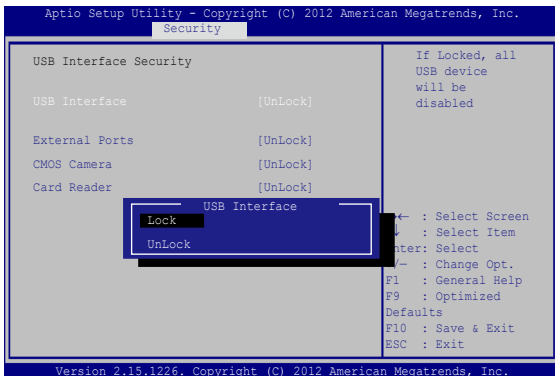 Aptio Setup Utility - Copyright (C) 2012 American Megatrends, Inc.
Security
USB Interface Security
USB Interface [UnLock]
External Ports [UnLock]
CMOS Camera [UnLock]
Card Reader [UnLock]
USB Interface
Lock
UnLock
If Locked, all
USB device
will be
disabled
← : Select Screen
↓ : Select Item
nter: Select
/— : Change Opt.
F1 : General Help
F9 : Optimized
Defaults
F10 : Save & Exit
ESC : Exit
Version 2.15.1226. Copyright (C) 2012 American Megatrends, Inc.